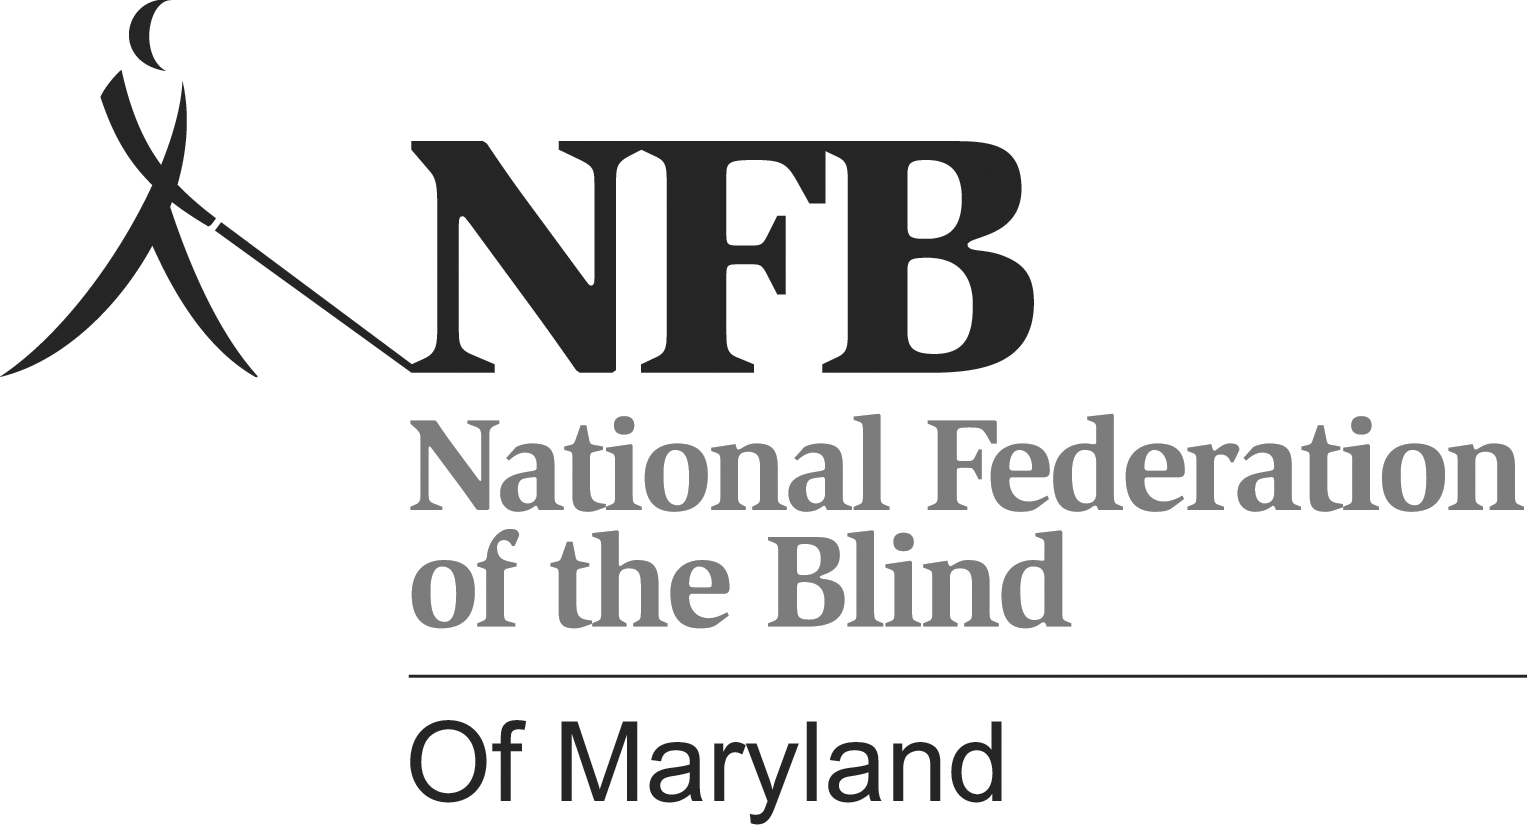 NFB
National Federation
of the Blind
Of Maryland